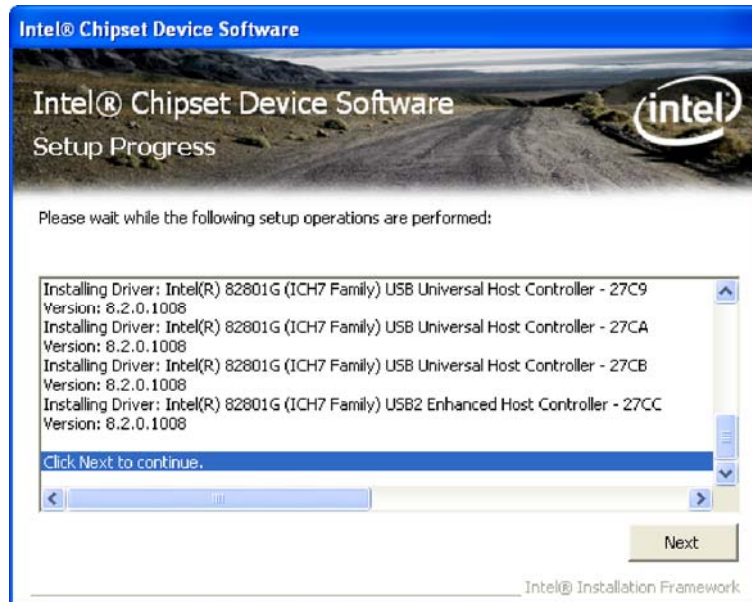 Intel® Chipset Device Software
Intel® Chipset Device Software
intel
Setup Progress
Please wait while the following setup operations are performed:
Installing Driver: Intel(R) 82801G (ICH7 Family) USB Universal Host Controller - 27C9
Version: 8.2.0.1008
Installing Driver: Intel(R) 82801G (ICH7 Family) USB Universal Host Controller - 27CA
Version: 8.2.0.1008
Installing Driver: Intel(R) 82801G (ICH7 Family) USB Universal Host Controller - 27CB
Version: 8.2.0.1008
Installing Driver: Intel(R) 82801G (ICH7 Family) USB2 Enhanced Host Controller - 27CC
Version: 8.2.0.1008
Click Next to continue.
Next
Intel® Installation Framework